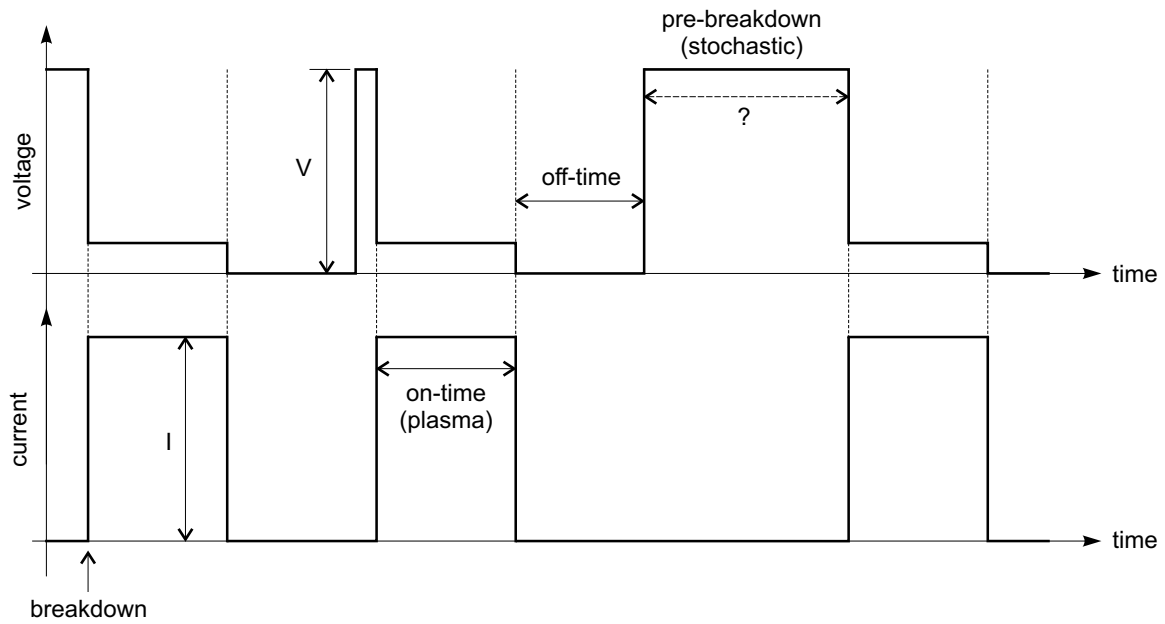 pre-breakdown
(stochastic)
voltage
V
?
off-time
time
current
I
on-time
(plasma)
time
breakdown